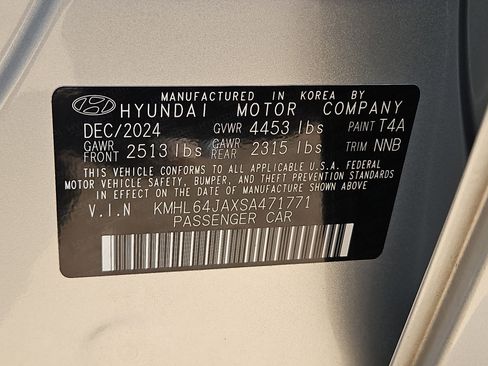 MANUFACTURED IN KOREA BY
HYUNDAI MOTOR COMPANY
DEC/2024 GVWR 4453 lbs PAINT T4A
GAWR FRONT 2513 lbs GAWR REAR 2315 lbs TRIM NNB
THIS VEHICLE CONFORMS TO ALL APPLICABLE U.S.A. FEDERAL
MOTOR VEHICLE SAFETY, BUMPER, AND THEFT PREVENTION STANDARDS
IN EFFECT ON THE DATE OF MANUFACTURE SHOWN ABOVE.
V.I.N KMHL64JAXSA471771
PASSENGER CAR